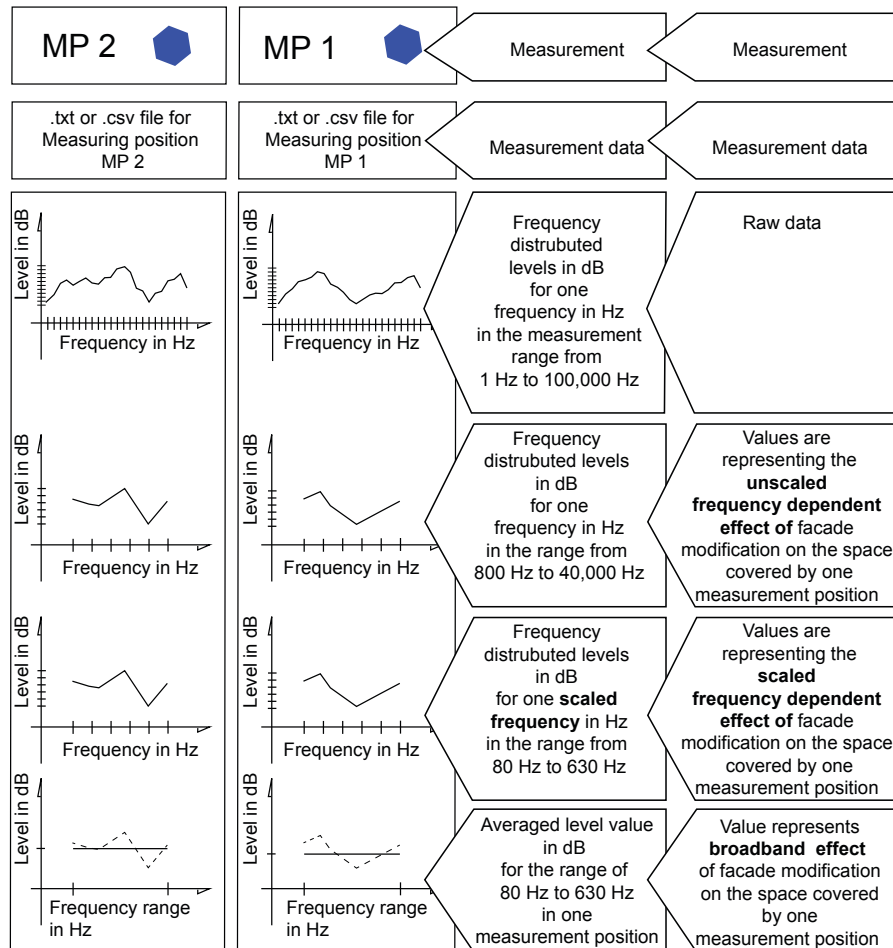 MP 2
MP 1
Measurement
Measurement
.txt or .csv file for
Measuring position
MP 2
.txt or .csv file for
Measuring position
MP 1
Measurement data
Measurement data
Level in dB
Frequency in Hz
Level in dB
Frequency in Hz
Frequency
distrubuted
levels in dB
for one
frequency in Hz
in the measurement
range from
1 Hz to 100,000 Hz
Raw data
Level in dB
Frequency in Hz
Level in dB
Frequency in Hz
Frequency
distrubuted levels
in dB
for one
frequency in Hz
in the range from
800 Hz to 40,000 Hz
Values are
representing the
unscaled
frequency dependent
effect of facade
modification on the space
covered by one
measurement position
Level in dB
Frequency in Hz
Level in dB
Frequency in Hz
Frequency
distrubuted levels
in dB
for one scaled
frequency in Hz
in the range from
80 Hz to 630 Hz
Values are
representing the
scaled
frequency dependent
effect of facade
modification on the space
covered by one
measurement position
Level in dB
Frequency range
in Hz
Level in dB
Frequency range
in Hz
Averaged level value
in dB
for the range of
80 Hz to 630 Hz
in one
measurement position
Value represents
broadband effect
of facade modification
on the space covered
by one
measurement position